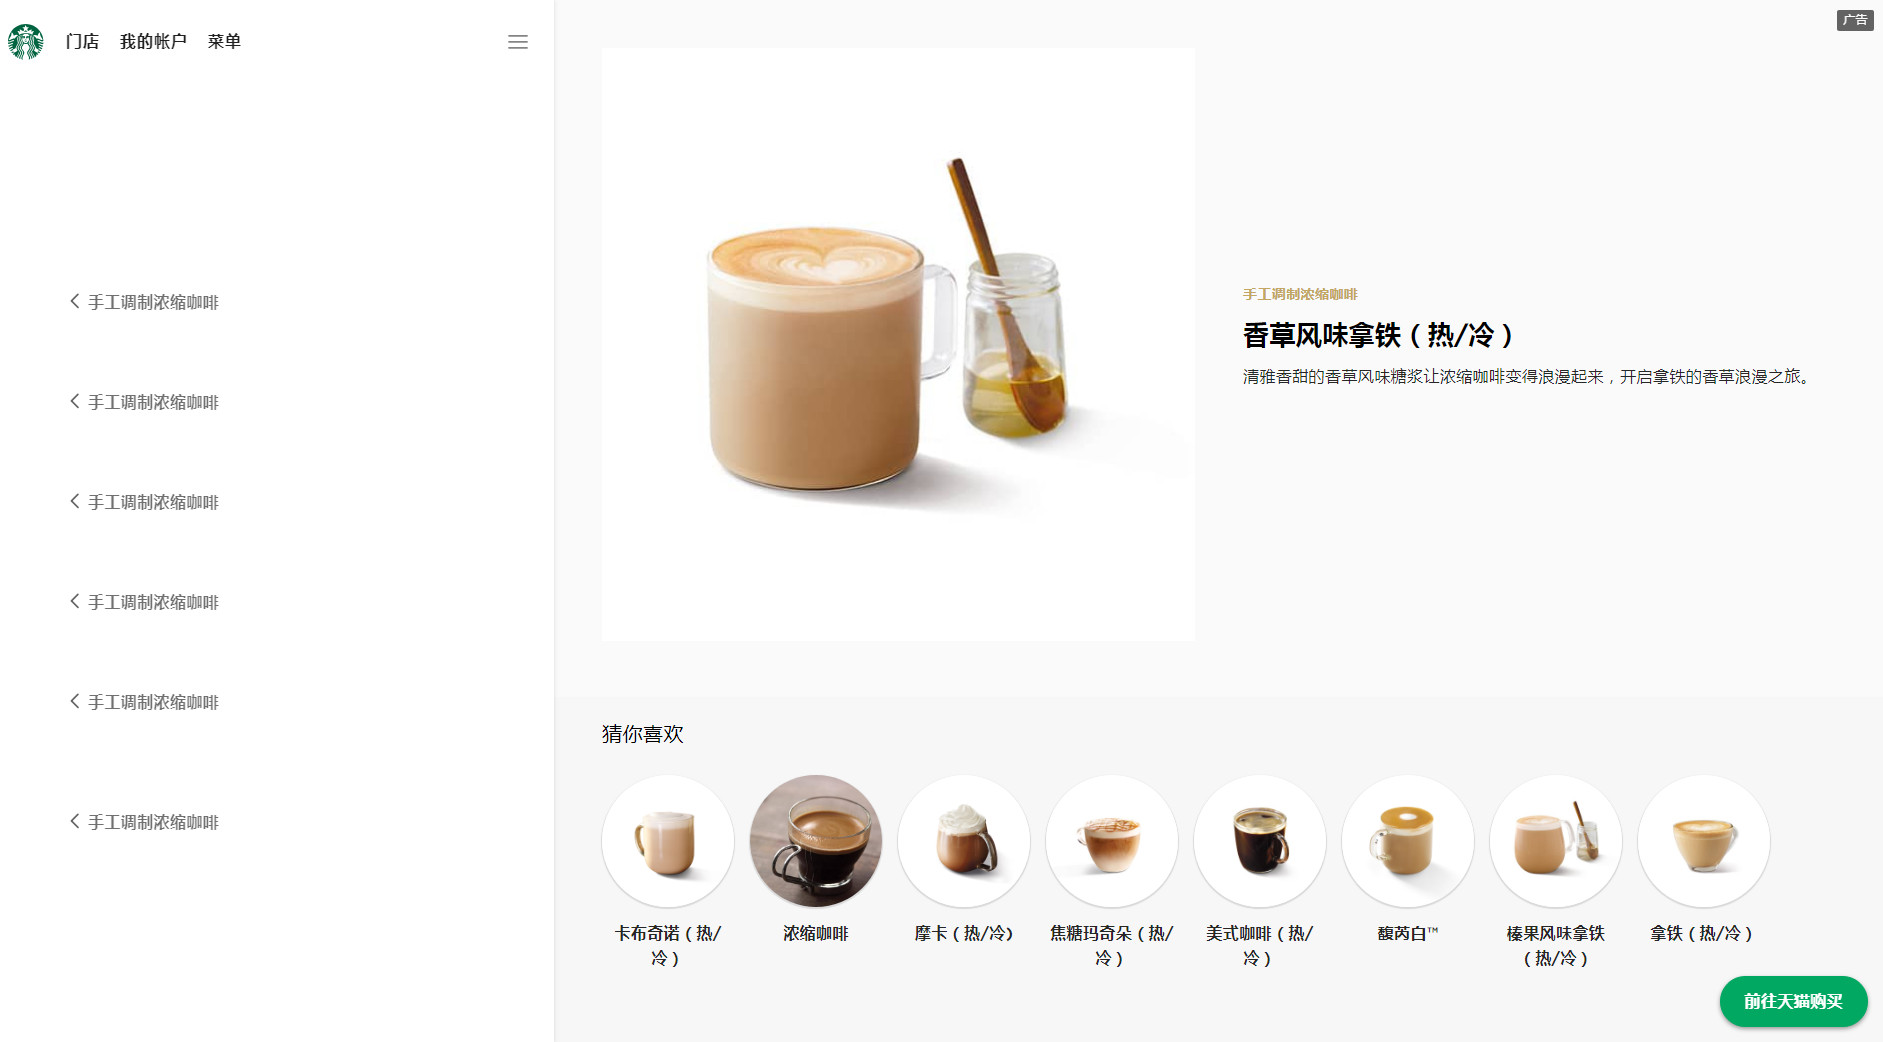 门店 我的帐户 菜单
手工调制浓缩咖啡
手工调制浓缩咖啡
手工调制浓缩咖啡
手工调制浓缩咖啡
手工调制浓缩咖啡
手工调制浓缩咖啡
广告
手工调制浓缩咖啡
香草风味拿铁（热/冷）
清雅香甜的香草风味糖浆让浓缩咖啡变得浪漫起来，开启拿铁的香草浪漫之旅。
猜你喜欢
卡布奇诺（热/
冷）
浓缩咖啡
摩卡（热/冷）
焦糖玛奇朵（热/
冷）
美式咖啡（热/
冷）
馥芮白™
榛果风味拿铁
（热/冷）
拿铁（热/冷）
前往天猫购买